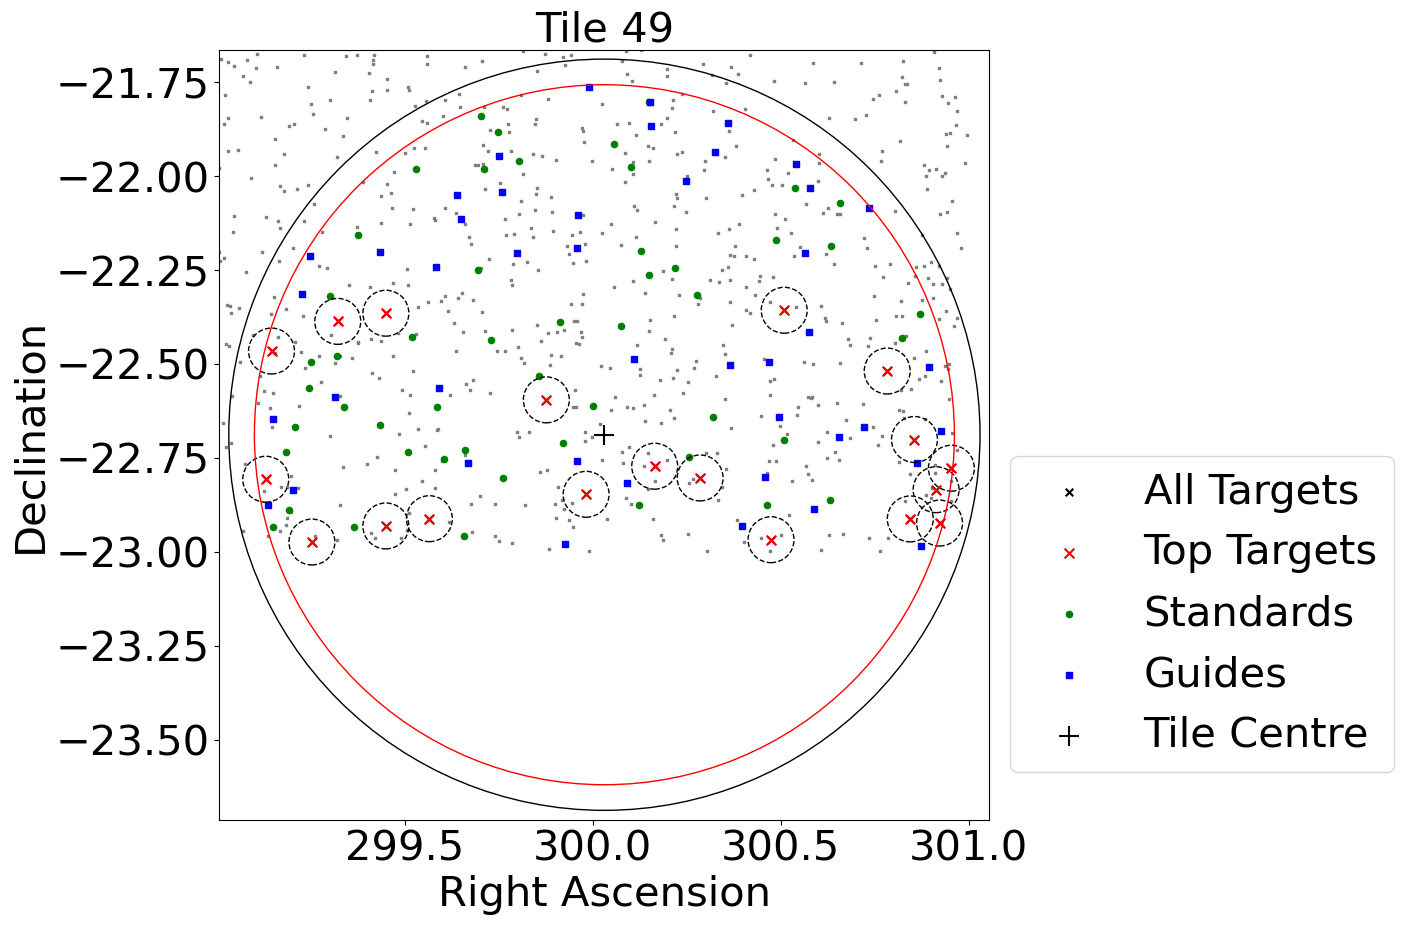 Tile 49
Declination
−21.75
−22.00
−22.25
−22.50
−22.75
−23.00
−23.25
−23.50
299.5 300.0 300.5 301.0
Right Ascension
All Targets
Top Targets
Standards
Guides
Tile Centre